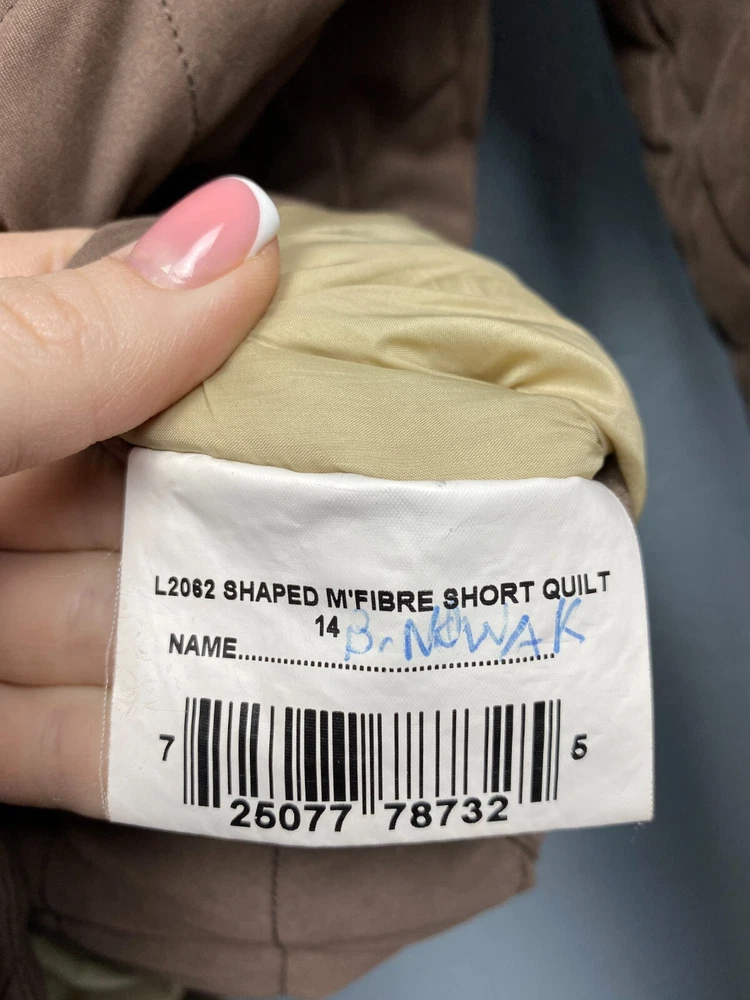 L2062 SHAPED M'FIBRE SHORT QUILT
14
NAME.................................................. B. NOWAK
7 25077 78732 5